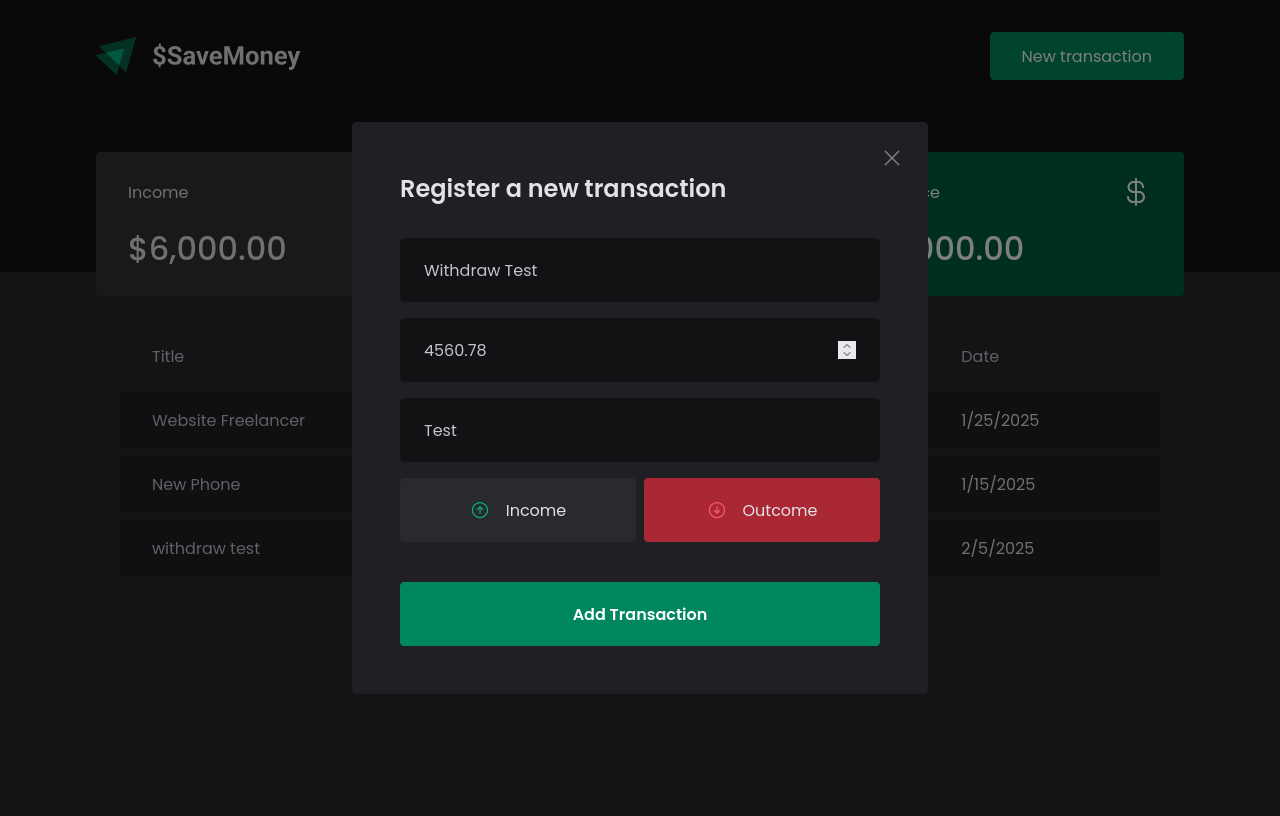 $SaveMoney
New transaction
Income
$6,000.00
ce
$
000.00
Register a new transaction
Withdraw Test
4560.78
Test
Income
Outcome
Add Transaction
Title
Date
Website Freelancer
1/25/2025
New Phone
1/15/2025
withdraw test
2/5/2025